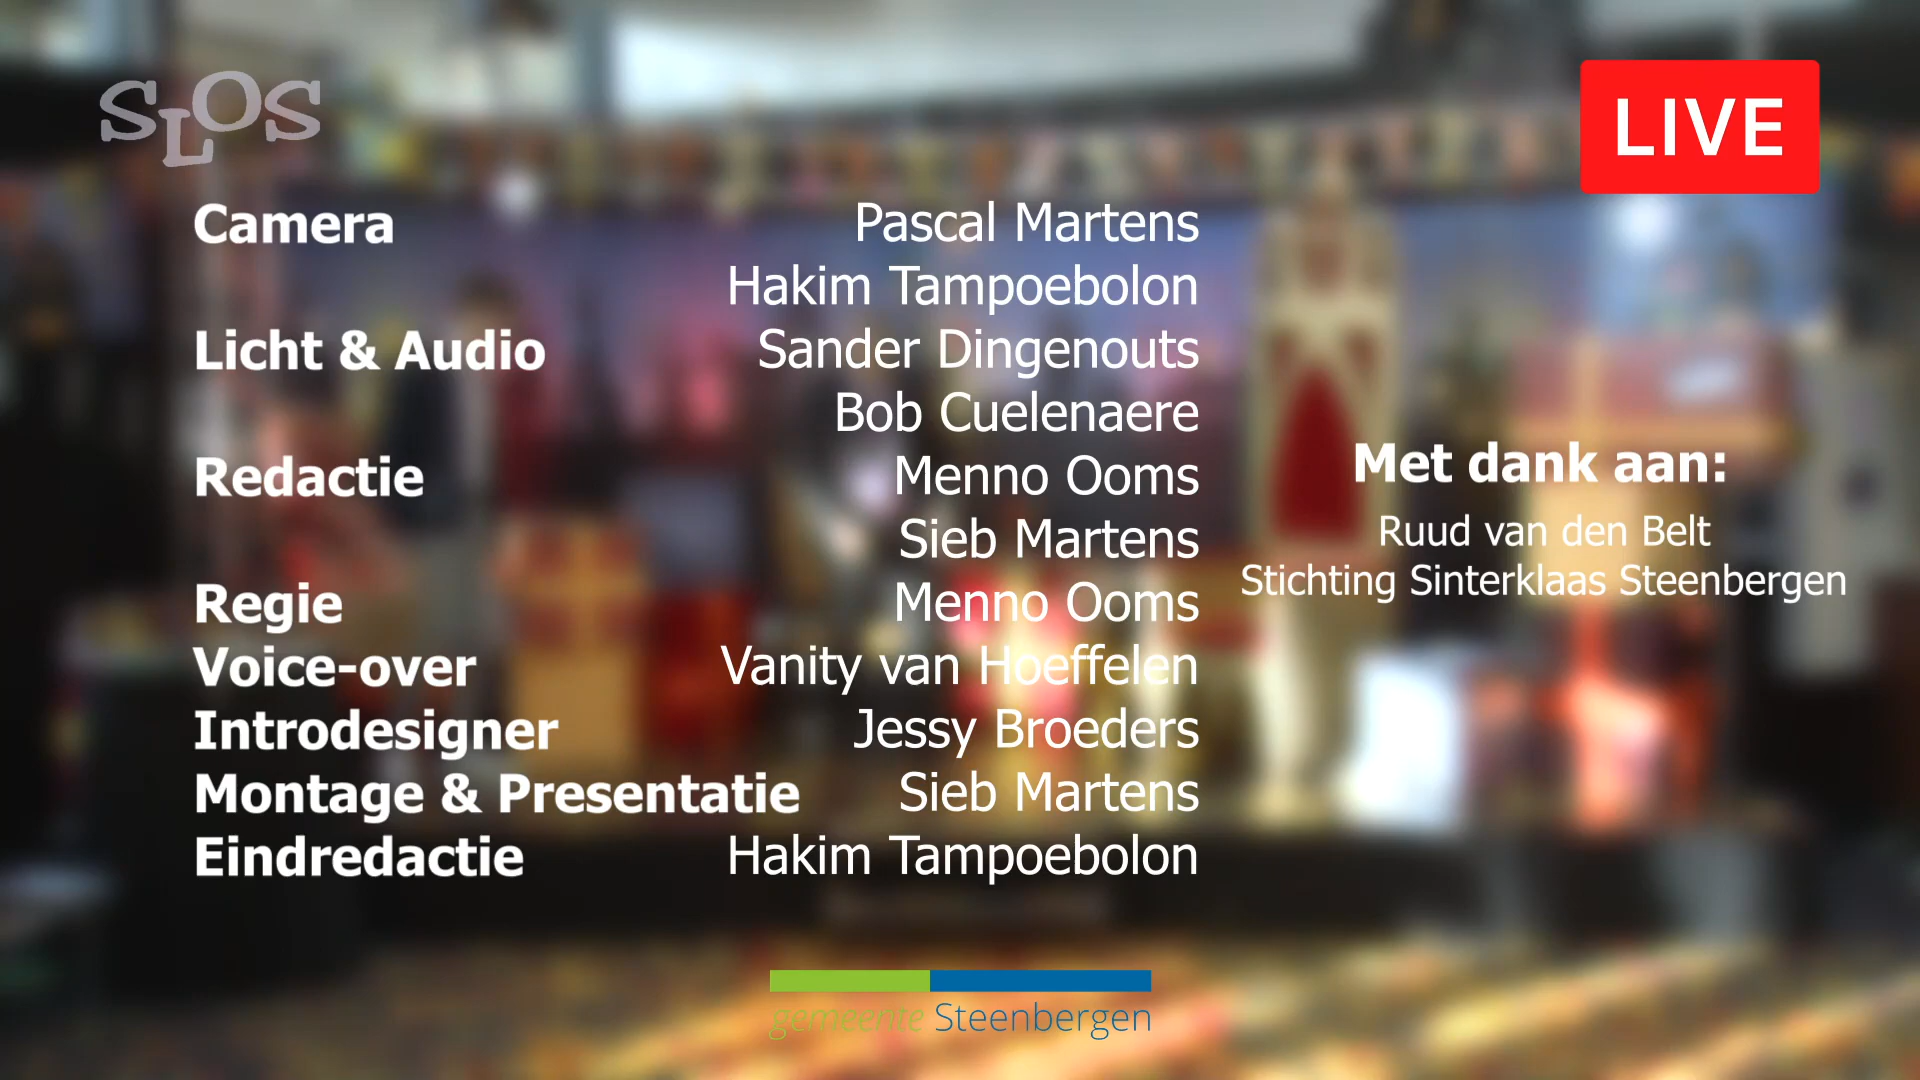 SLOS
LIVE
Camera Pascal Martens
Hakim Tampoebolon
Licht & Audio Sander Dingenouts
Bob Cuelenaere
Redactie Menno Ooms
Sieb Martens
Regie Menno Ooms
Voice-over Vanity van Hoeffelen
Introdesigner Jessy Broeders
Montage & Presentatie Sieb Martens
Eindredactie Hakim Tampoebolon
Met dank aan:
Ruud van den Belt
Stichting Sinterklaas Steenbergen
gemeente Steenbergen